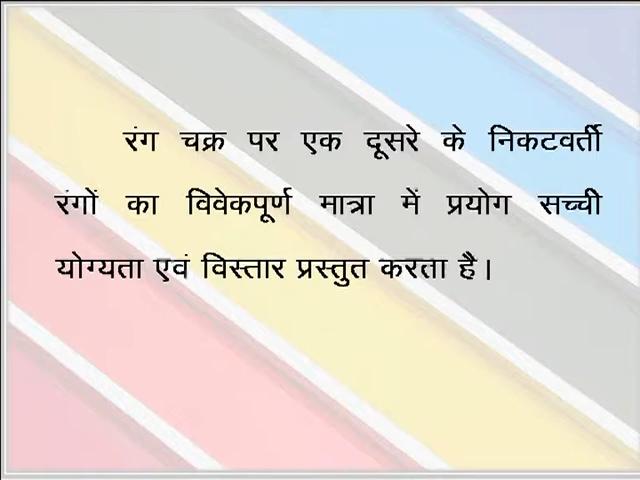 रंग चक्र पर एक दूसरे के निकटवर्ती
रंगों का विवेकपूर्ण मात्रा में प्रयोग सच्ची
योग्यता एवं विस्तार प्रस्तुत करता है।